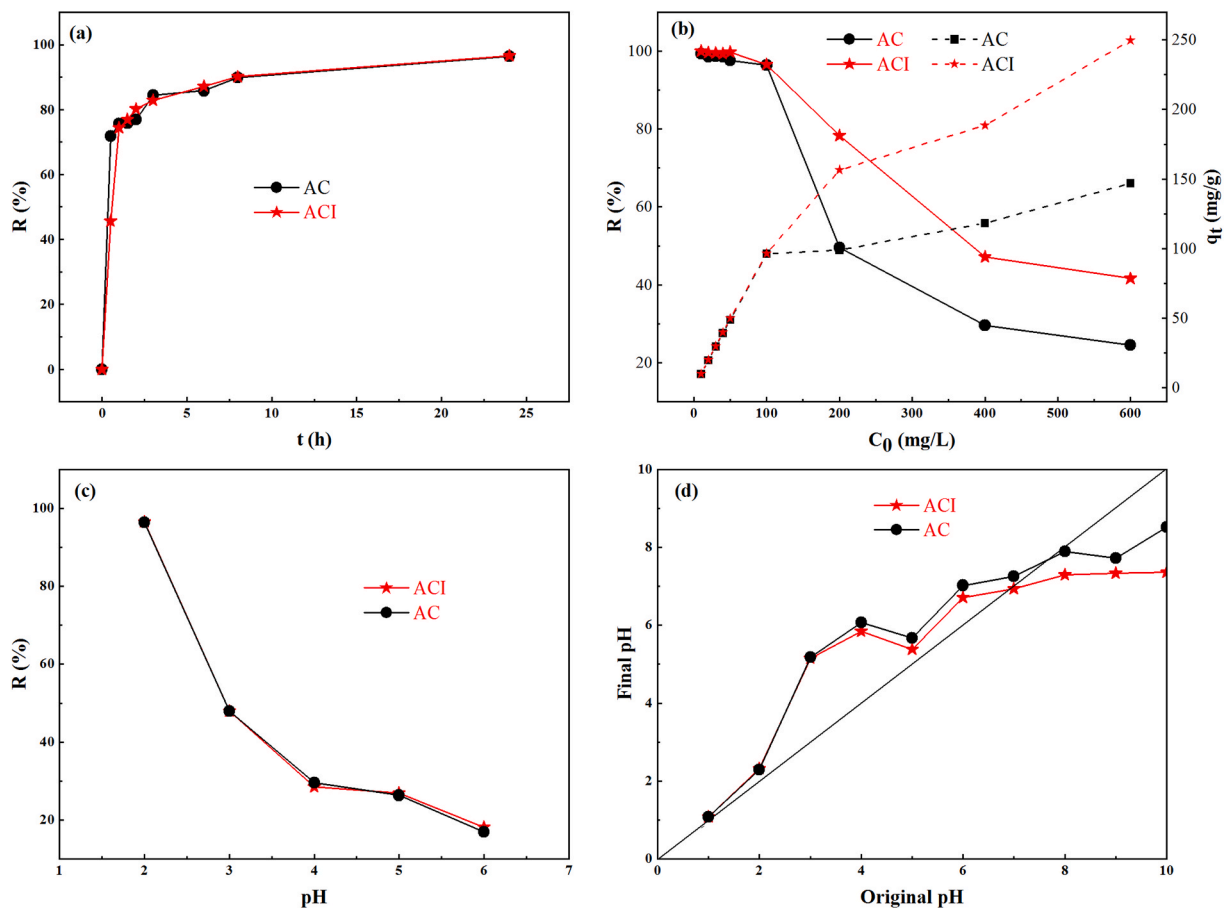 (a)
R (%)
100
80
60
40
20
0
AC
ACI
0 5 10 15 20 25
t (h)
(b)
R (%)
100
80
60
40
20
AC AC
ACI ACI
250
200
150
100
50
0
qt (mg/g)
0 100 200 300 400 500 600
C0 (mg/L)
(c)
R (%)
100
80
60
40
20
ACI
AC
1 2 3 4 5 6 7
pH
(d)
Final pH
10
8
6
4
2
0
ACI
AC
0 2 4 6 8 10
Original pH